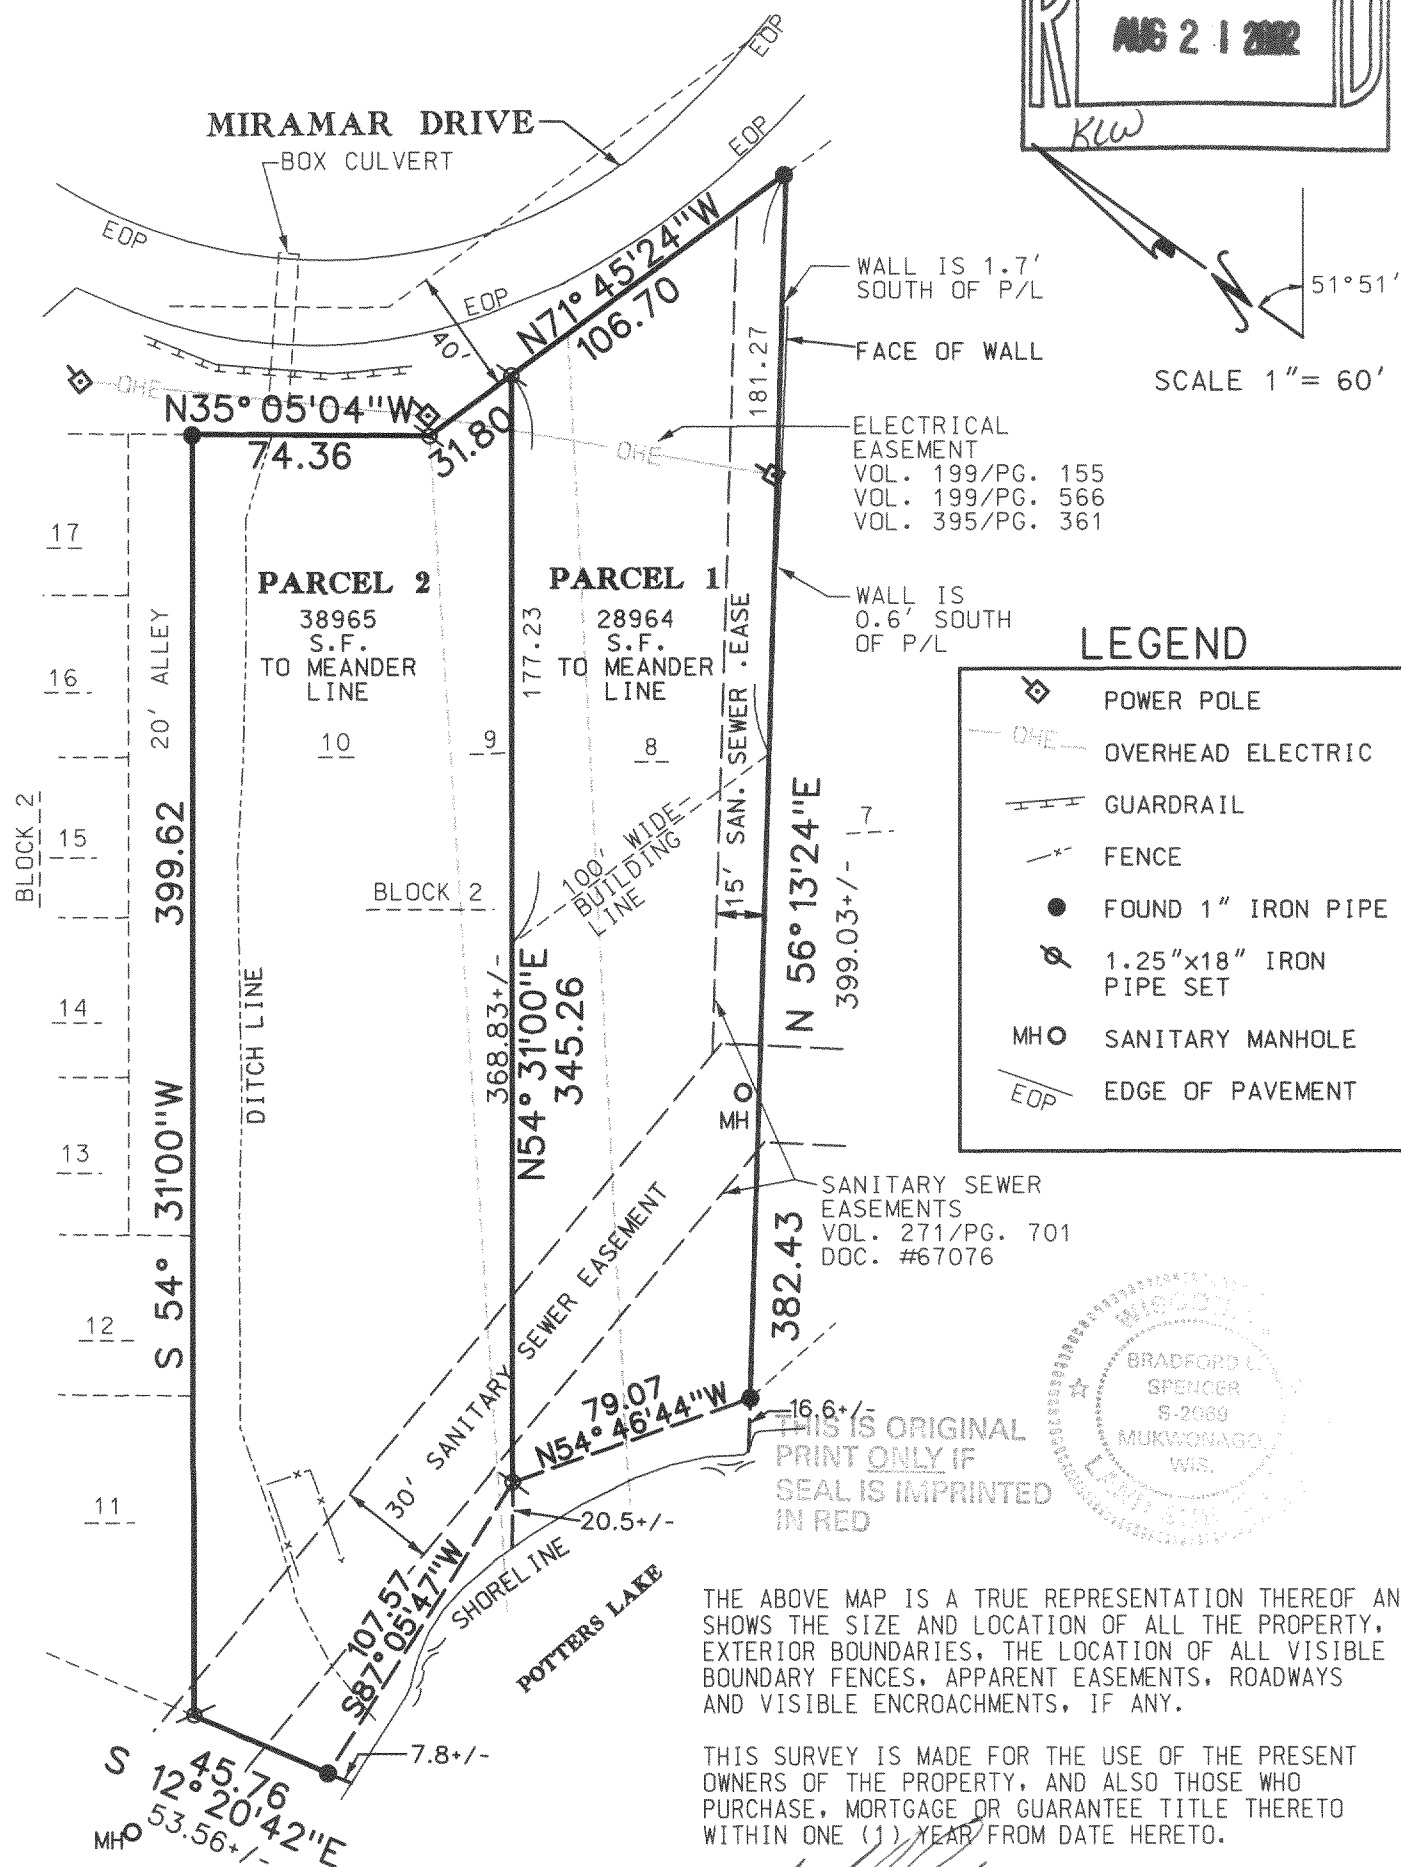 AUG 21 2002
KLW
MIRAMAR DRIVE
BOX CULVERT
EOP
EOP
EOP
EOP
40'
N71° 45'24"W
106.70
WALL IS 1.7'
SOUTH OF P/L
FACE OF WALL
N
51°51'
SCALE 1"= 60'
OHE
N35° 05'04"W
74.36
31.80
OHE
181.27
ELECTRICAL
EASEMENT
VOL. 199/PG. 155
VOL. 199/PG. 566
VOL. 395/PG. 361
WALL IS
0.6' SOUTH
OF P/L
17
16
15
14
13
12
11
BLOCK 2
20' ALLEY
PARCEL 2
38965
S.F.
TO MEANDER
LINE
10
9
177.23
PARCEL 1
28964
S.F.
TO MEANDER
LINE
8
7
15' SAN. SEWER .EASE
100' WIDE
BUILDING
LINE
BLOCK 2
DITCH LINE
399.62
S 54° 31'00"W
368.83+/-
N54° 31'00"E
345.26
N 56° 13'24"E
399.03+/-
382.43
MH
SANITARY SEWER
EASEMENTS
VOL. 271/PG. 701
DOC. #67076
30' SANITARY SEWER EASEMENT
79.07
N54° 46'44"W
16.6+/-
20.5+/-
107.57
S87° 05'47"W
SHORELINE
POTTERS LAKE
7.8+/-
45.76
S 12° 20'42"E
53.56+/-
MH
LEGEND
POWER POLE
OHE OVERHEAD ELECTRIC
GUARDRAIL
FENCE
FOUND 1" IRON PIPE
1.25"x18" IRON
PIPE SET
MH SANITARY MANHOLE
EOP EDGE OF PAVEMENT
THIS IS ORIGINAL
PRINT ONLY IF
SEAL IS IMPRINTED
IN RED
BRADFORD L.
SPENCER
S-2069
MUKWONAGO
WIS.
THE ABOVE MAP IS A TRUE REPRESENTATION THEREOF AN
SHOWS THE SIZE AND LOCATION OF ALL THE PROPERTY,
EXTERIOR BOUNDARIES, THE LOCATION OF ALL VISIBLE
BOUNDARY FENCES, APPARENT EASEMENTS, ROADWAYS
AND VISIBLE ENCROACHMENTS, IF ANY.
THIS SURVEY IS MADE FOR THE USE OF THE PRESENT
OWNERS OF THE PROPERTY, AND ALSO THOSE WHO
PURCHASE, MORTGAGE OR GUARANTEE TITLE THERETO
WITHIN ONE (1) YEAR FROM DATE HERETO.